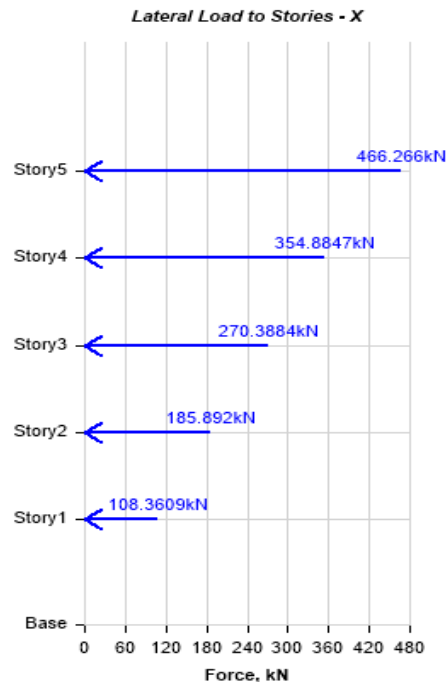 Lateral Load to Stories - X
466.266kN
Story5
354.8847kN
Story4
270.3884kN
Story3
185.892kN
Story2
108.3609kN
Story1
Base
0 60 120 180 240 300 360 420 480
Force, kN